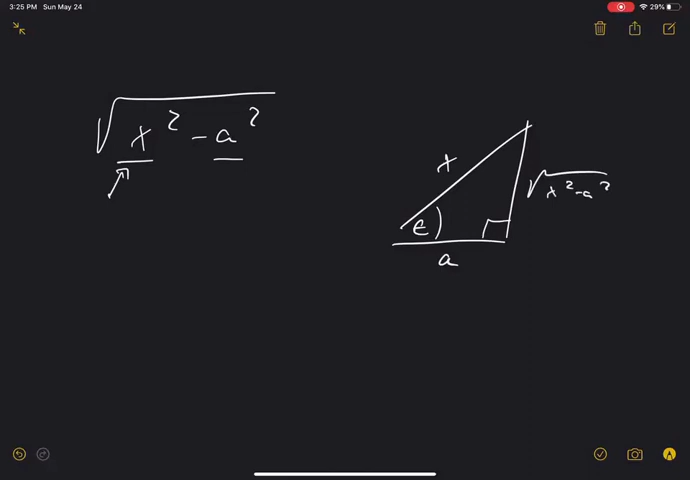 3:25 PM Sun May 24
29%
√(x² - a²)
x
√(x² - a²)
a